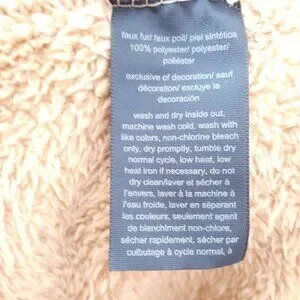 faux fur/ faux poil/ piel sintética
100% polyester/ polyester/
poliéster
exclusive of decoration/ sauf
décoration/ excluye la
decoración
wash and dry inside out,
machine wash cold, wash with
like colors, non-chlorine bleach
only, dry promptly, tumble dry
normal cycle, low heat, low
heat iron if necessary, do not
dry clean/laver et sécher à
l'envers, laver à la machine à
l'eau froide, laver en séparant
les couleurs, seulement agent
de blanchiment non-chlore,
sécher rapidement, sécher par
culbutage à cycle normal, à